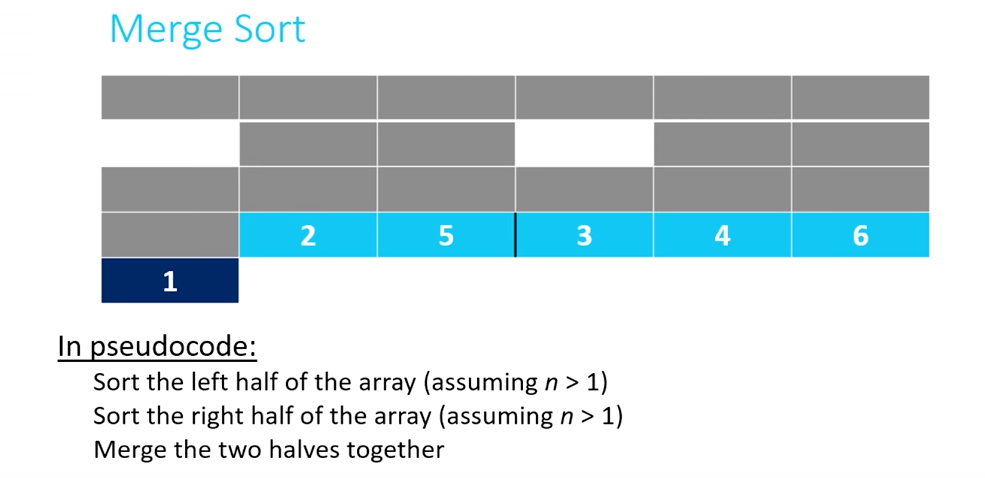 Merge Sort
2 5 3 4 6
1
In pseudocode:
Sort the left half of the array (assuming n > 1)
Sort the right half of the array (assuming n > 1)
Merge the two halves together